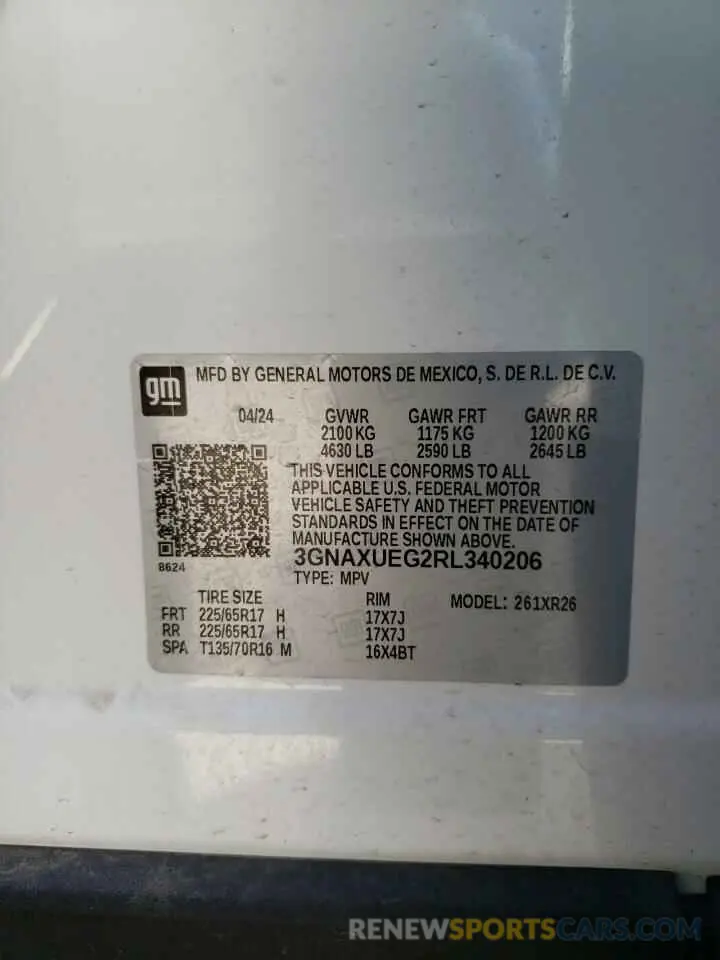 gm MFD BY GENERAL MOTORS DE MEXICO, S. DE R.L. DE C.V.
04/24 GVWR GAWR FRT GAWR RR
2100 KG 1175 KG 1200 KG
4630 LB 2590 LB 2645 LB
THIS VEHICLE CONFORMS TO ALL
APPLICABLE U.S. FEDERAL MOTOR
VEHICLE SAFETY AND THEFT PREVENTION
STANDARDS IN EFFECT ON THE DATE OF
MANUFACTURE SHOWN ABOVE.
3GNAXUEG2RL340206
8624
TYPE: MPV
TIRE SIZE RIM MODEL: 261XR26
FRT 225/65R17 H 17X7J
RR 225/65R17 H 17X7J
SPA T135/70R16 M 16X4BT
RENEWSPORTSCARS.COM